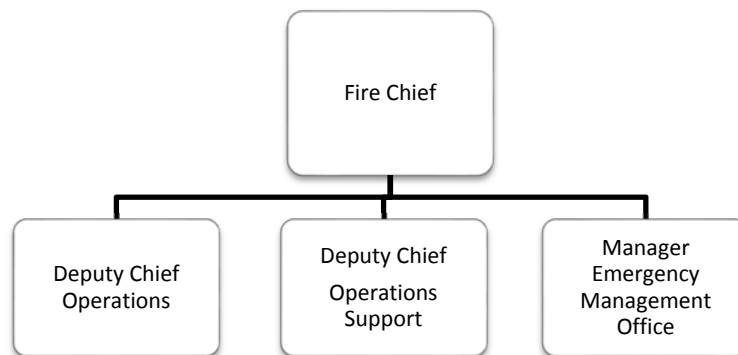 Fire Chief
Deputy Chief
Operations
Deputy Chief
Operations
Support
Manager
Emergency
Management
Office